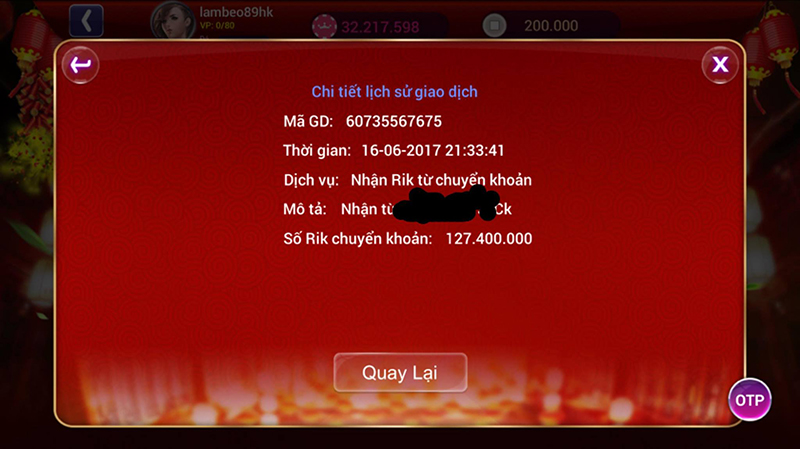 lambeo89hk
VP: 0/80
32.217.598
200.000
X
Chi tiết lịch sử giao dịch
Mã GD: 60735567675
Thời gian: 16-06-2017 21:33:41
Dịch vụ: Nhận Rik từ chuyển khoản
Mô tả: Nhận từ Ck
Số Rik chuyển khoản: 127.400.000
Quay Lại
OTP